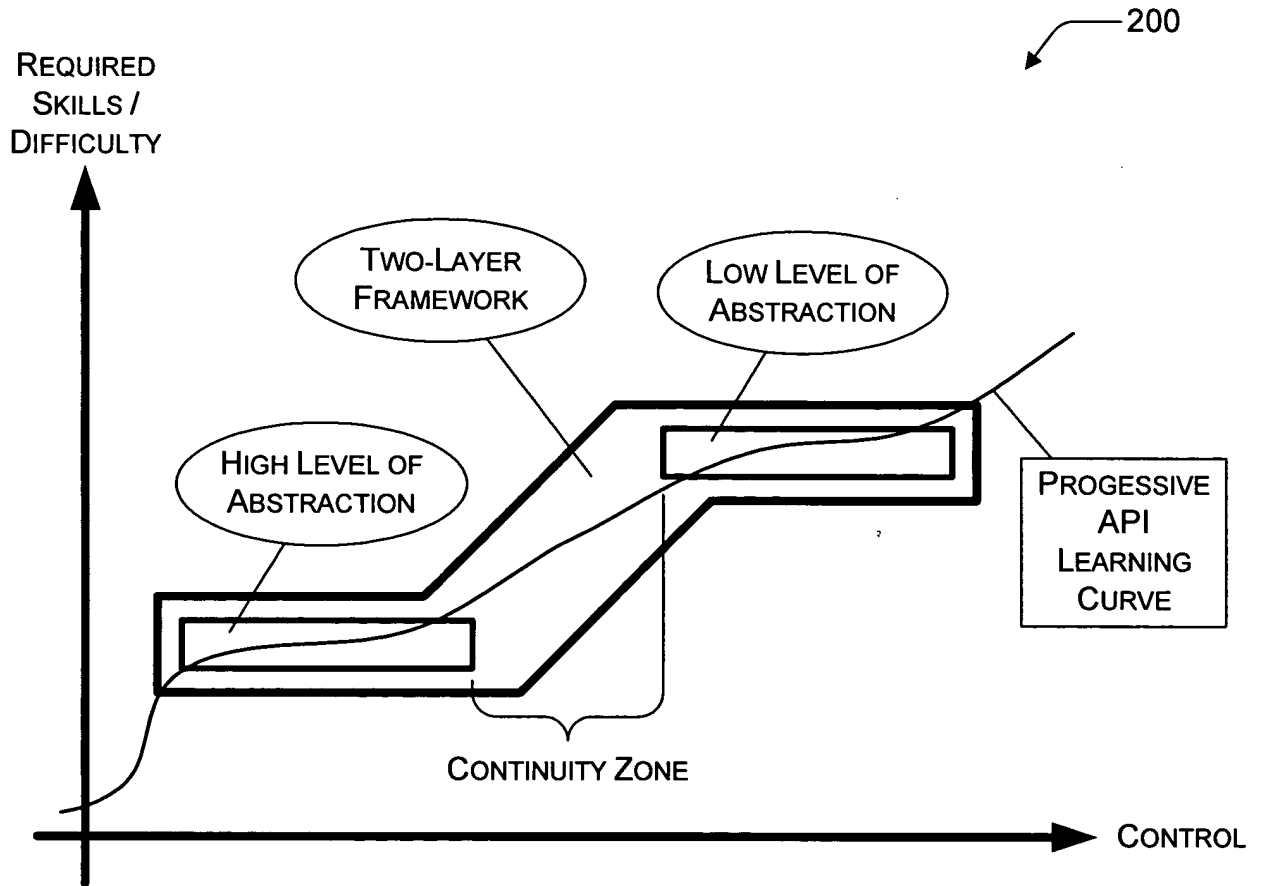 200
REQUIRED
SKILLS /
DIFFICULTY
TWO-LAYER
FRAMEWORK
LOW LEVEL OF
ABSTRACTION
HIGH LEVEL OF
ABSTRACTION
PROGESSIVE
API
LEARNING
CURVE
CONTINUITY ZONE
CONTROL